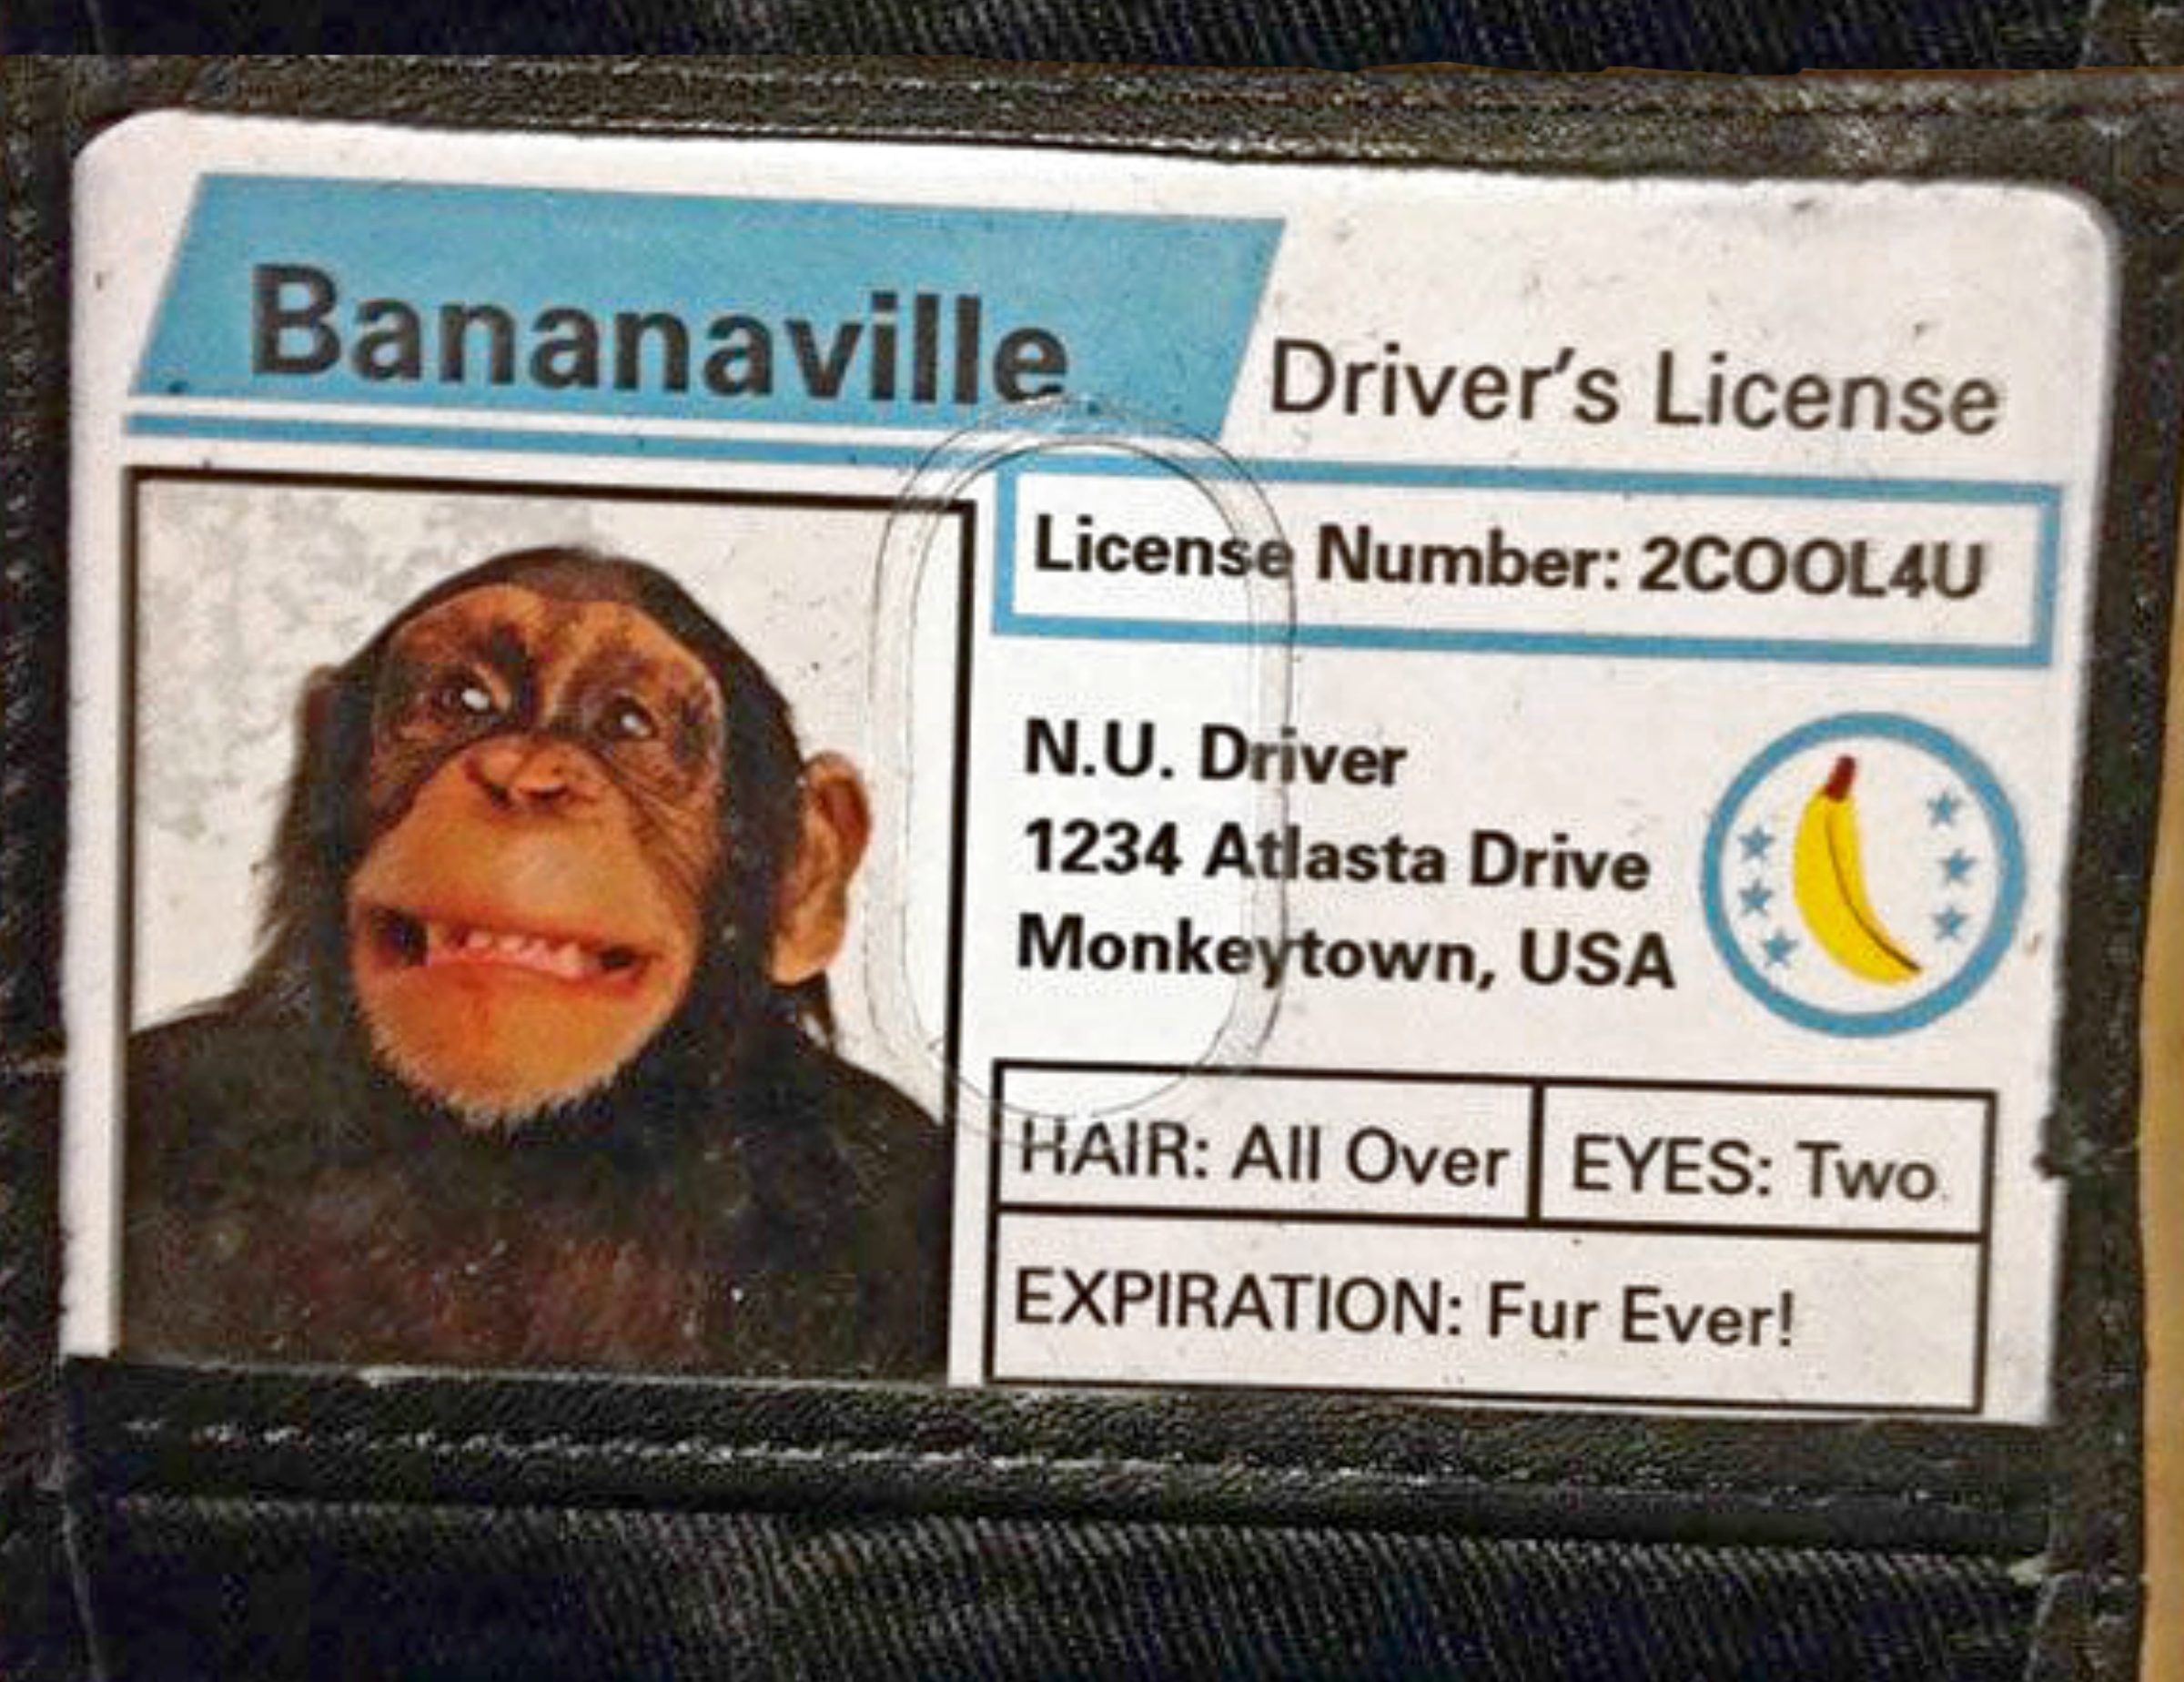 Bananaville
Driver's License
License Number: 2COOL4U
N.U. Driver
1234 Atlasta Drive
Monkeytown, USA
HAIR: All Over
EYES: Two
EXPIRATION: Fur Ever!